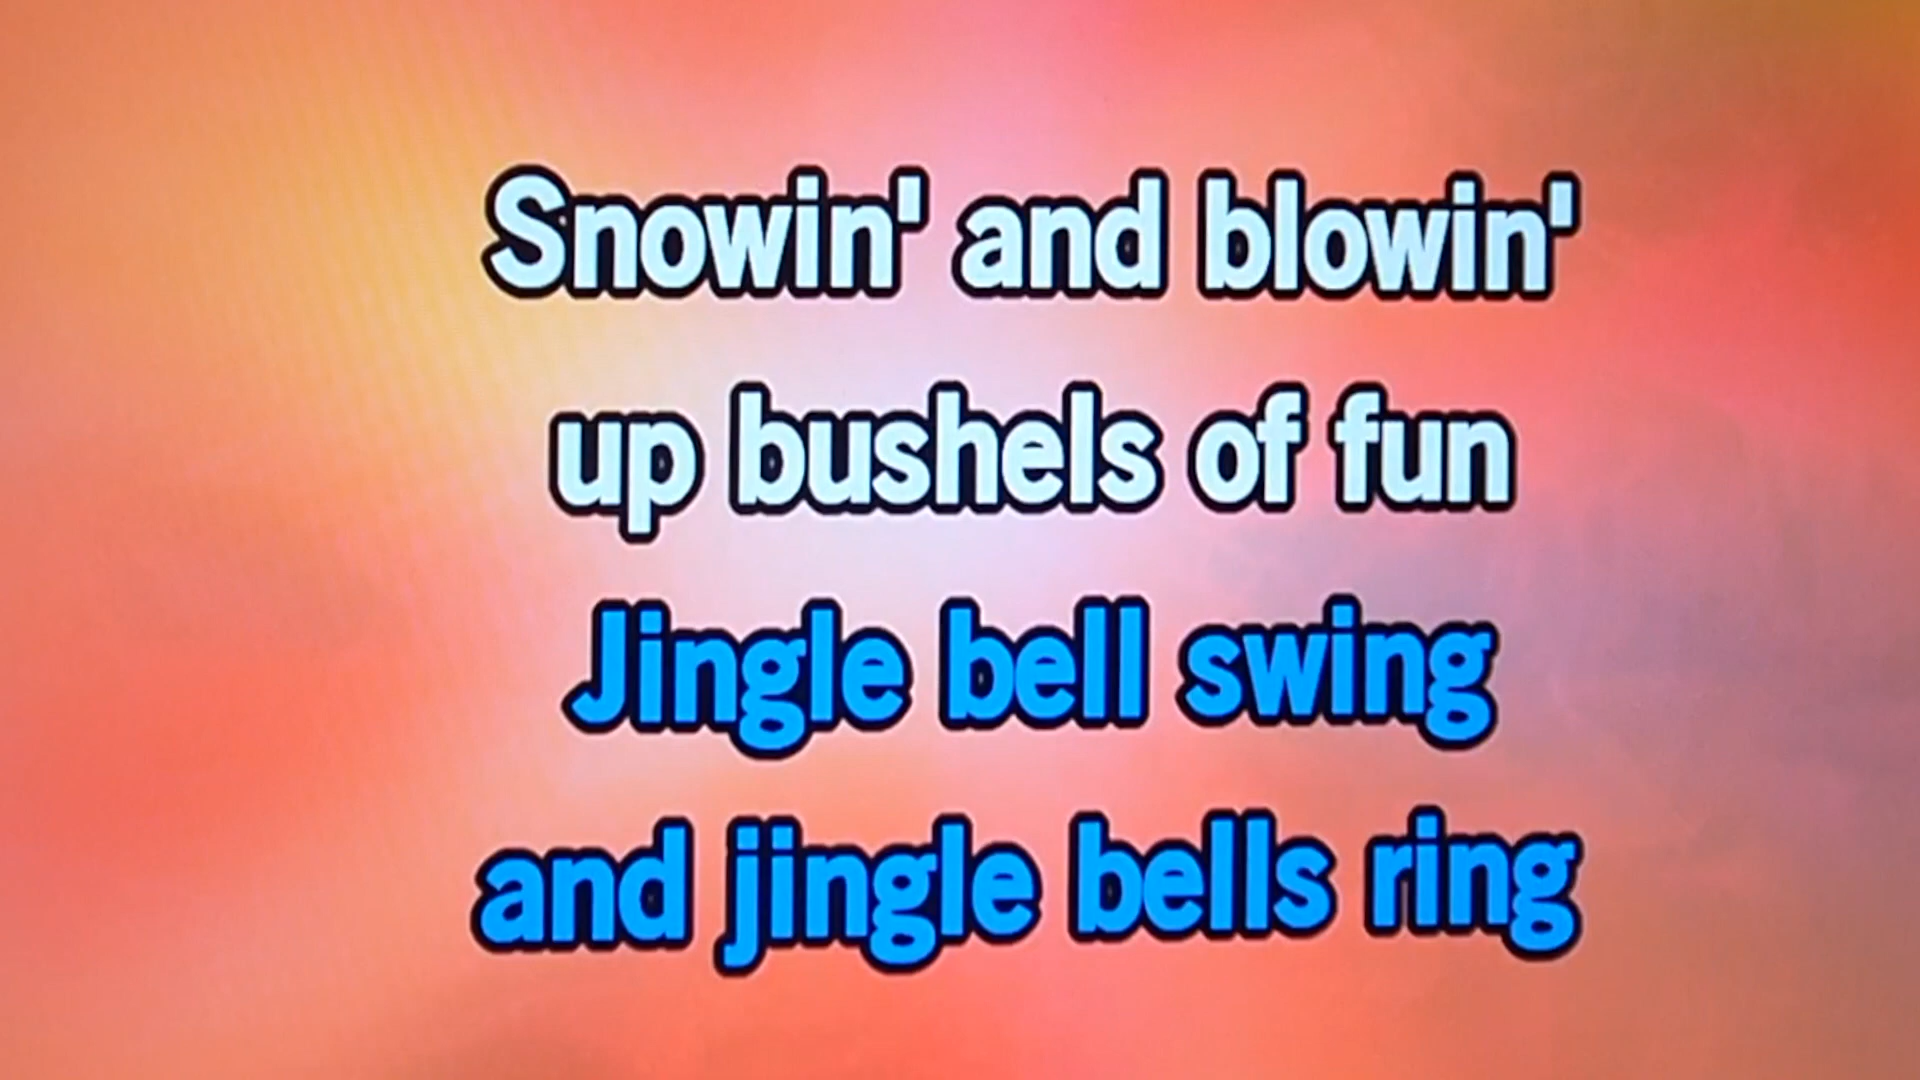 Snowin' and blowin'
up bushels of fun
Jingle bell swing
and jingle bells ring